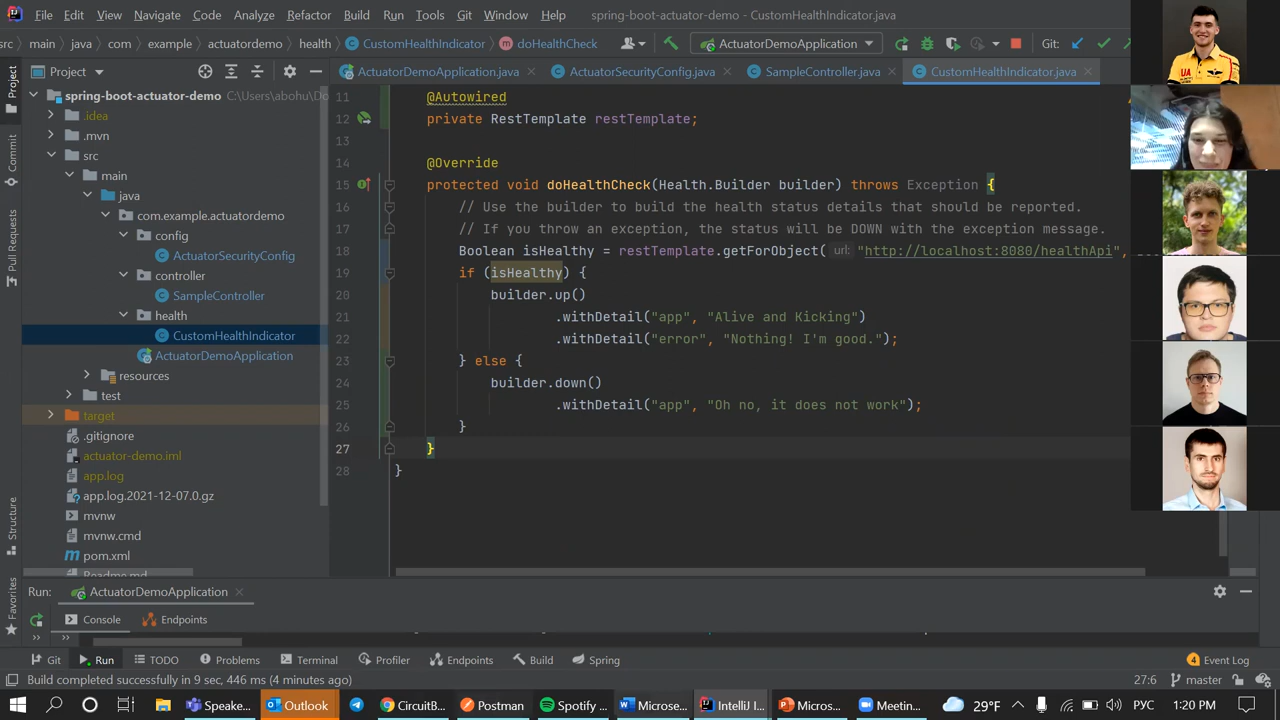 File Edit View Navigate Code Analyze Refactor Build Run Tools Git Window Help spring-boot-actuator-demo - CustomHealthIndicator.java
src main java com example actuatordemo health CustomHealthIndicator doHealthCheck ActuatorDemoApplication Git:
Project ActuatorDemoApplication.java ActuatorSecurityConfig.java SampleController.java CustomHealthIndicator.java
spring-boot-actuator-demo C:\Users\abohu\Do
.idea
.mvn
src
main
java
com.example.actuatordemo
config
ActuatorSecurityConfig
controller
SampleController
health
CustomHealthIndicator
ActuatorDemoApplication
resources
test
target
.gitignore
actuator-demo.iml
app.log
app.log.2021-12-07.0.gz
mvnw
mvnw.cmd
pom.xml
Readme.md
Project
Commit
Pull Requests
Structure
Favorites
11 @Autowired
12 private RestTemplate restTemplate;
13
14 @Override
15 protected void doHealthCheck(Health.Builder builder) throws Exception {
16 // Use the builder to build the health status details that should be reported.
17 // If you throw an exception, the status will be DOWN with the exception message.
18 Boolean isHealthy = restTemplate.getForObject( url: "http://localhost:8080/healthApi",
19 if (isHealthy) {
20 builder.up()
21 .withDetail("app", "Alive and Kicking")
22 .withDetail("error", "Nothing! I'm good.");
23 } else {
24 builder.down()
25 .withDetail("app", "Oh no, it does not work");
26 }
27 }
28 }
UA
Run: ActuatorDemoApplication
Console Endpoints
Git Run TODO Problems Terminal Profiler Endpoints Build Spring 4 Event Log
Build completed successfully in 9 sec, 446 ms (4 minutes ago) 27:6 master
Speake... Outlook CircuitB... Postman Spotify ... Microse... IntelliJ I... Micros... Meetin... 29°F РУС 1:20 PM